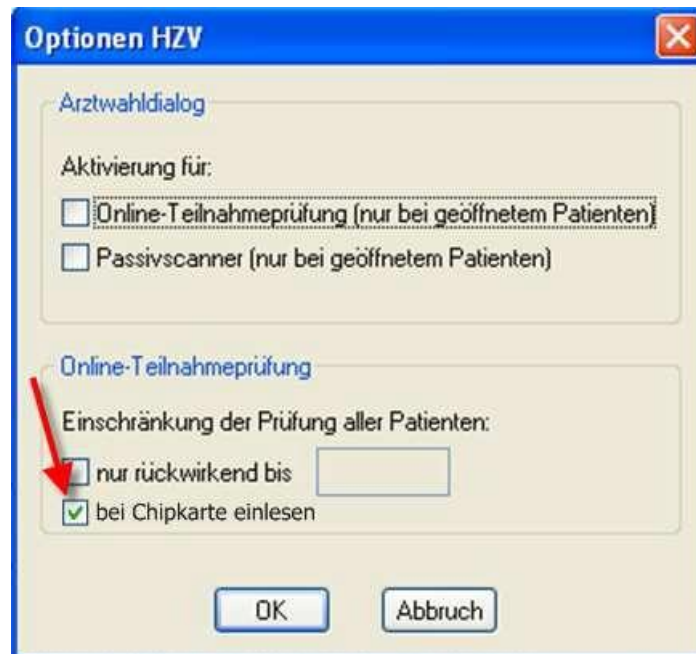 Optionen HZV
Arztwahldialog
Aktivierung für:
Online-Teilnahmeprüfung (nur bei geöffnetem Patienten)
Passivscanner (nur bei geöffnetem Patienten)
Online-Teilnahmeprüfung
Einschränkung der Prüfung aller Patienten:
nur rückwirkend bis
bei Chipkarte einlesen
OK Abbruch